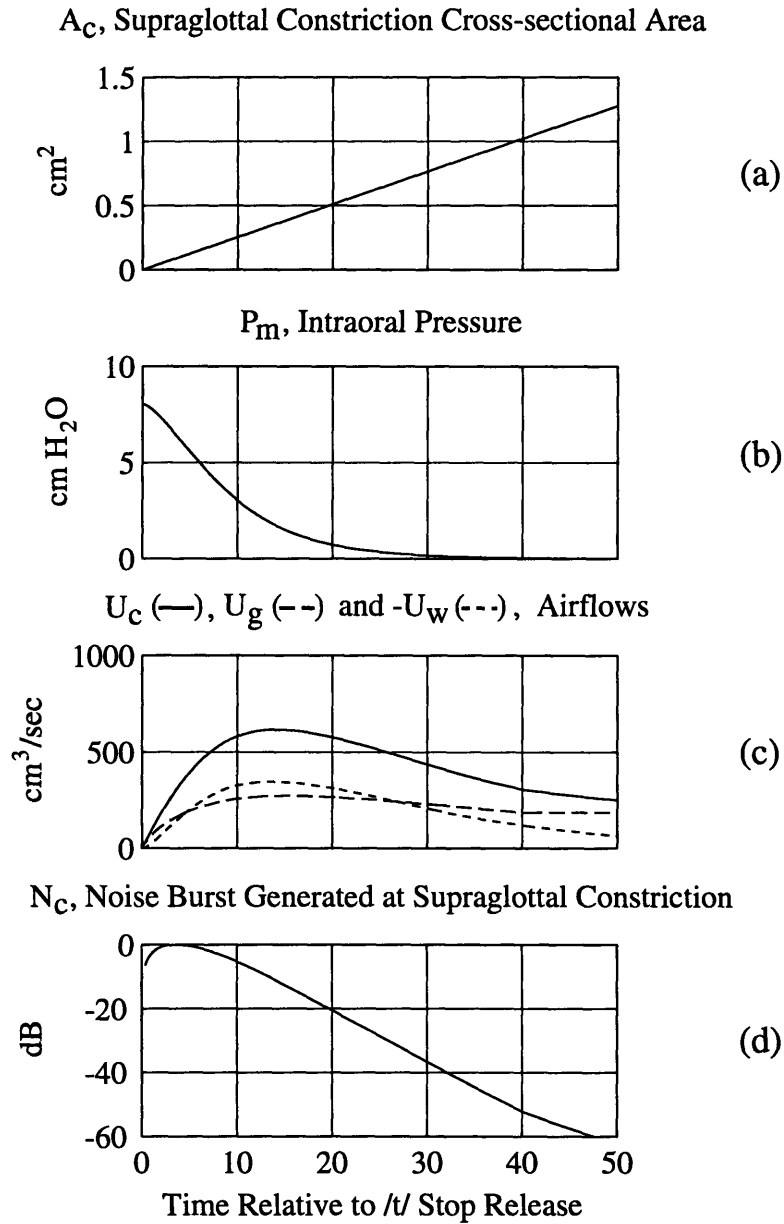 A_c, Supraglottal Constriction Cross-sectional Area
1.5
1
0.5
0
cm²
(a)
P_m, Intraoral Pressure
10
5
0
cm H₂O
(b)
U_c (—), U_g (– –) and -U_w (- - -), Airflows
1000
500
0
cm³/sec
(c)
N_c, Noise Burst Generated at Supraglottal Constriction
0
-20
-40
-60
dB
(d)
0 10 20 30 40 50
Time Relative to /t/ Stop Release